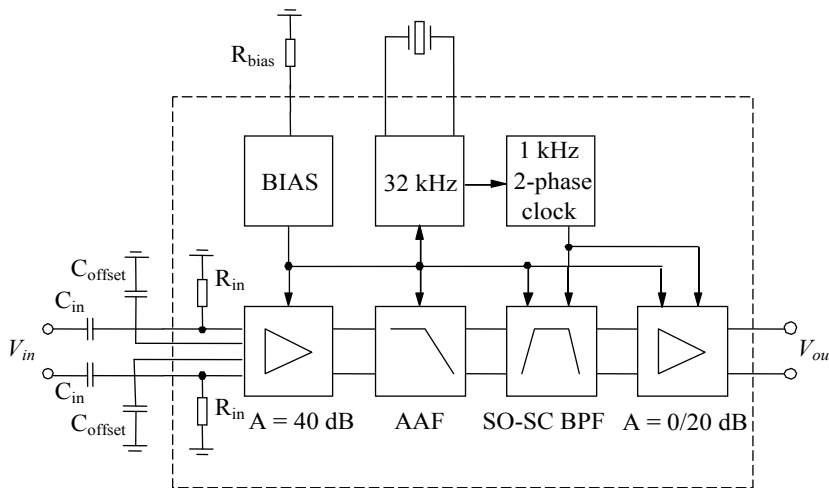 R_bias
BIAS
32 kHz
1 kHz
2-phase
clock
C_offset
R_in
C_in
V_in
V_ou
C_in
C_offset
R_in
A = 40 dB
AAF
SO-SC BPF
A = 0/20 dB